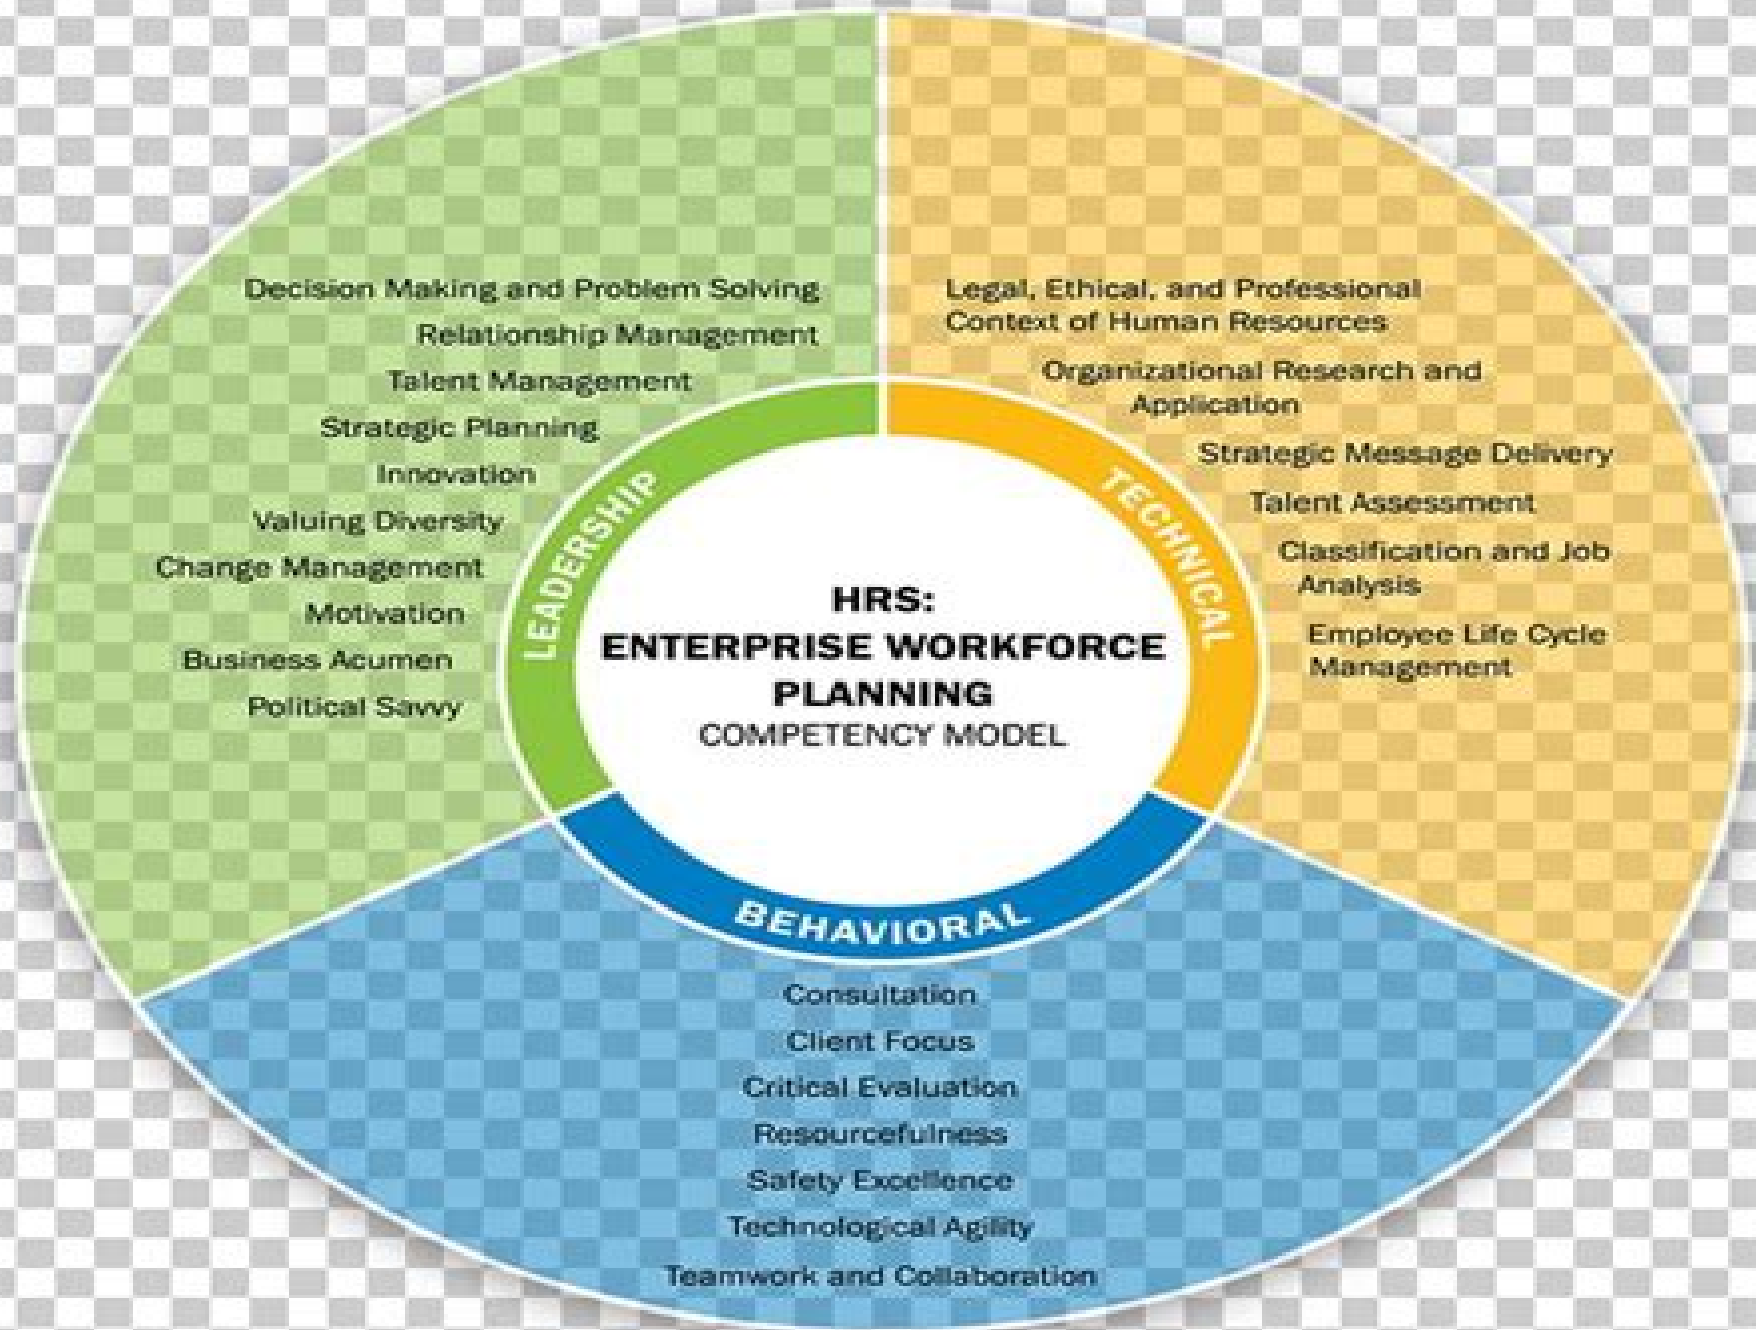 Decision Making and Problem Solving
Relationship Management
Talent Management
Strategic Planning
Innovation
Valuing Diversity
Change Management
Motivation
Business Acumen
Political Savvy
LEADERSHIP
Legal, Ethical, and Professional
Context of Human Resources
Organizational Research and
Application
Strategic Message Delivery
Talent Assessment
Classification and Job
Analysis
Employee Life Cycle
Management
TECHNICAL
HRS:
ENTERPRISE WORKFORCE
PLANNING
COMPETENCY MODEL
BEHAVIORAL
Consultation
Client Focus
Critical Evaluation
Resourcefulness
Safety Excellence
Technological Agility
Teamwork and Collaboration